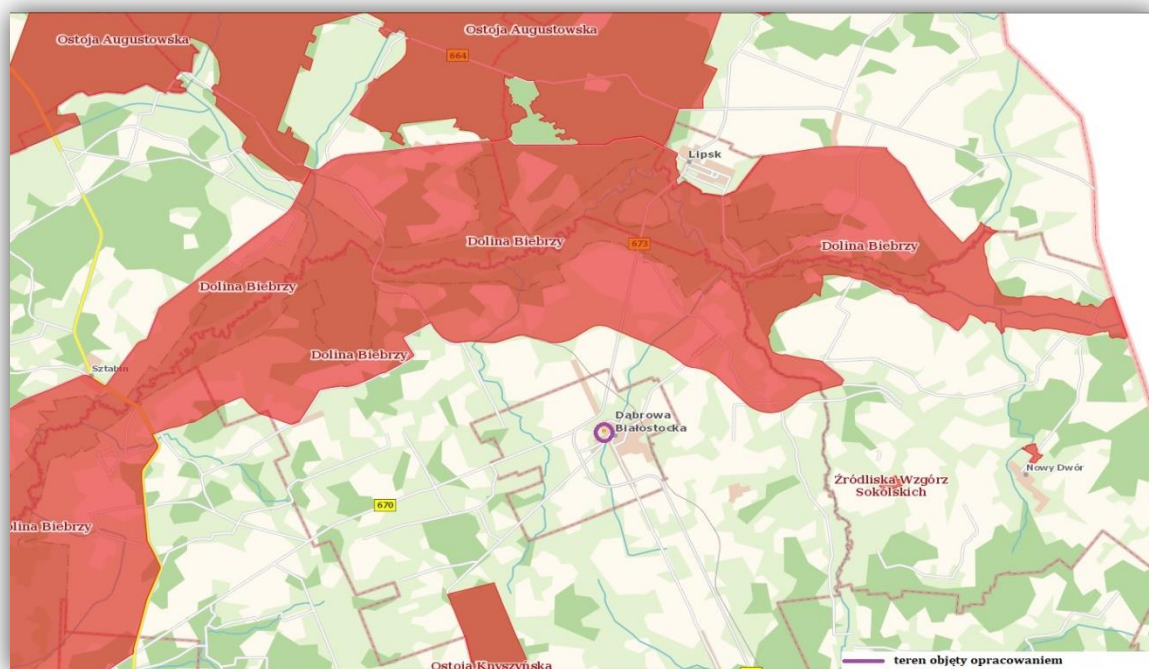 Ostoja Augustowska
Ostoja Augustowska
664
Lipsk
Dolina Biebrzy
673
Dolina Biebrzy
Dolina Biebrzy
Dolina Biebrzy
Sztabin
Dąbrowa
Białostocka
Nowy Dwór
Źródliska Wzgórz
Sokólskich
670
olina Biebrzy
Ostoja Knyszyńska
teren objęty opracowaniem